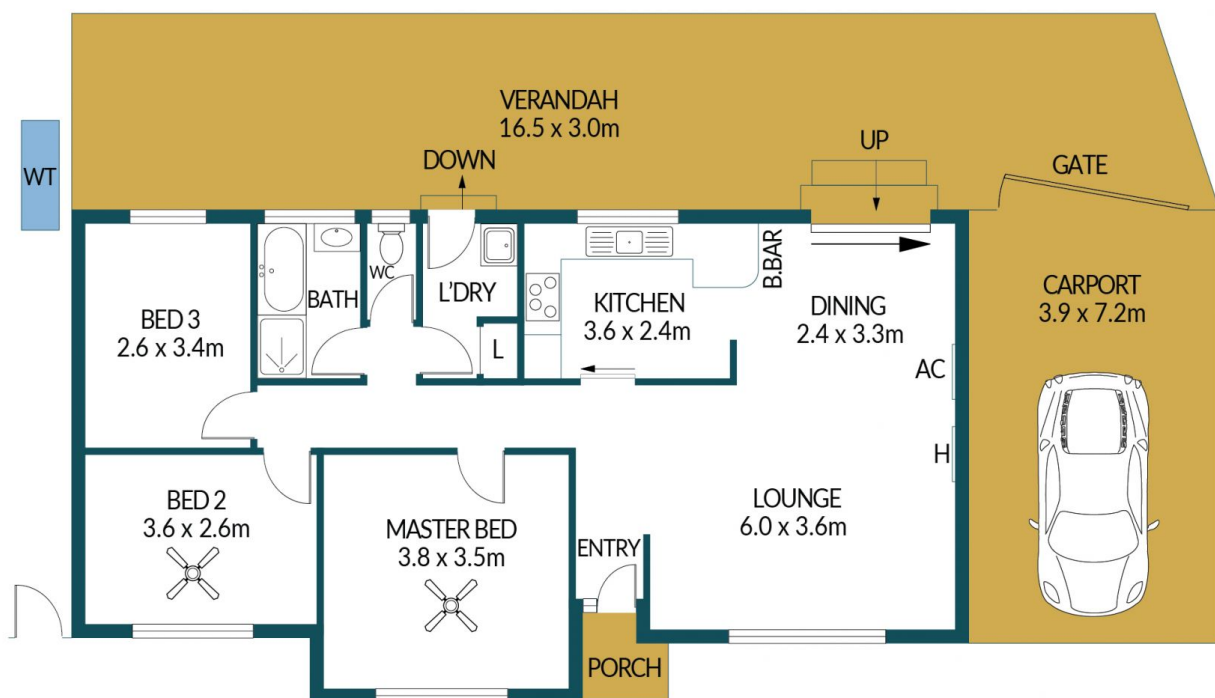 VERANDAH
16.5 x 3.0m
DOWN
UP
GATE
WT
BED 3
2.6 x 3.4m
BATH
WC
L'DRY
L
KITCHEN
3.6 x 2.4m
B.BAR
DINING
2.4 x 3.3m
CARPORT
3.9 x 7.2m
AC
H
BED 2
3.6 x 2.6m
MASTER BED
3.8 x 3.5m
ENTRY
LOUNGE
6.0 x 3.6m
PORCH